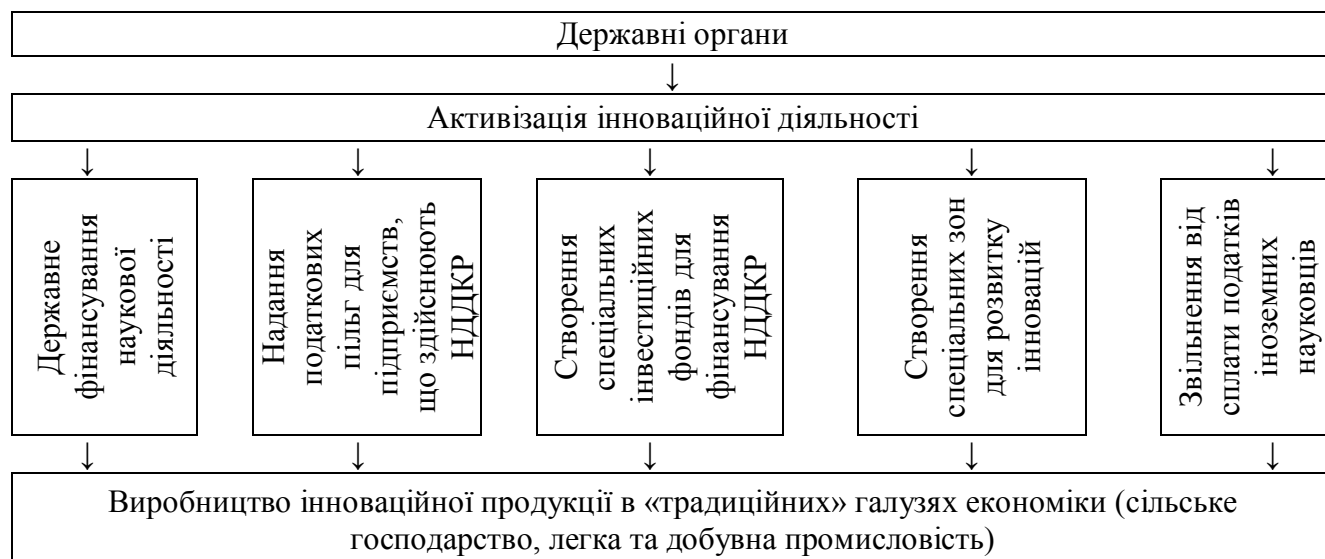 Державні органи
↓
Активізація інноваційної діяльності
↓ ↓ ↓ ↓ ↓
Державне
фінансування
наукової
діяльності
Надання
податкових
пільг для
підприємств,
що здійснюють
НДДКР
Створення
спеціальних
інвестиційних
фондів для
фінансування
НДДКР
Створення
спеціальних зон
для розвитку
інновацій
Звільнення від
сплати податків
іноземних
науковців
↓ ↓ ↓ ↓ ↓
Виробництво інноваційної продукції в «традиційних» галузях економіки (сільське
господарство, легка та добувна промисловість)